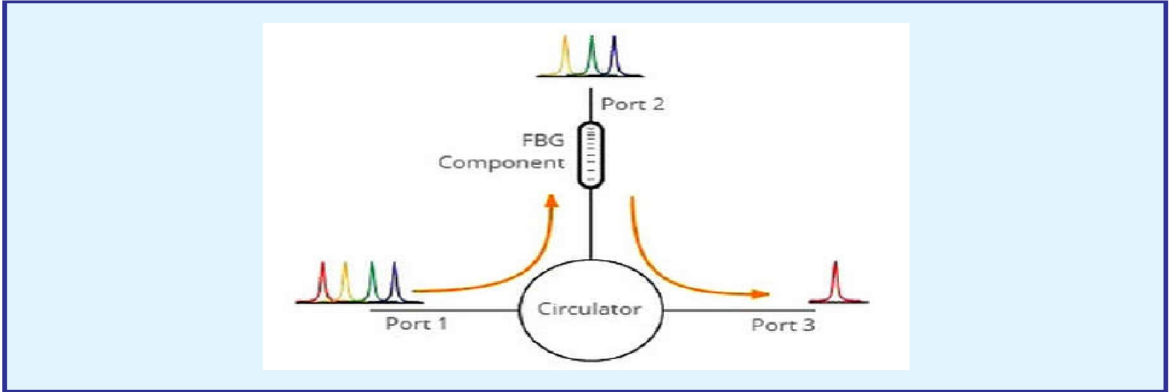 Port 2
FBG
Component
Circulator
Port 1
Port 3